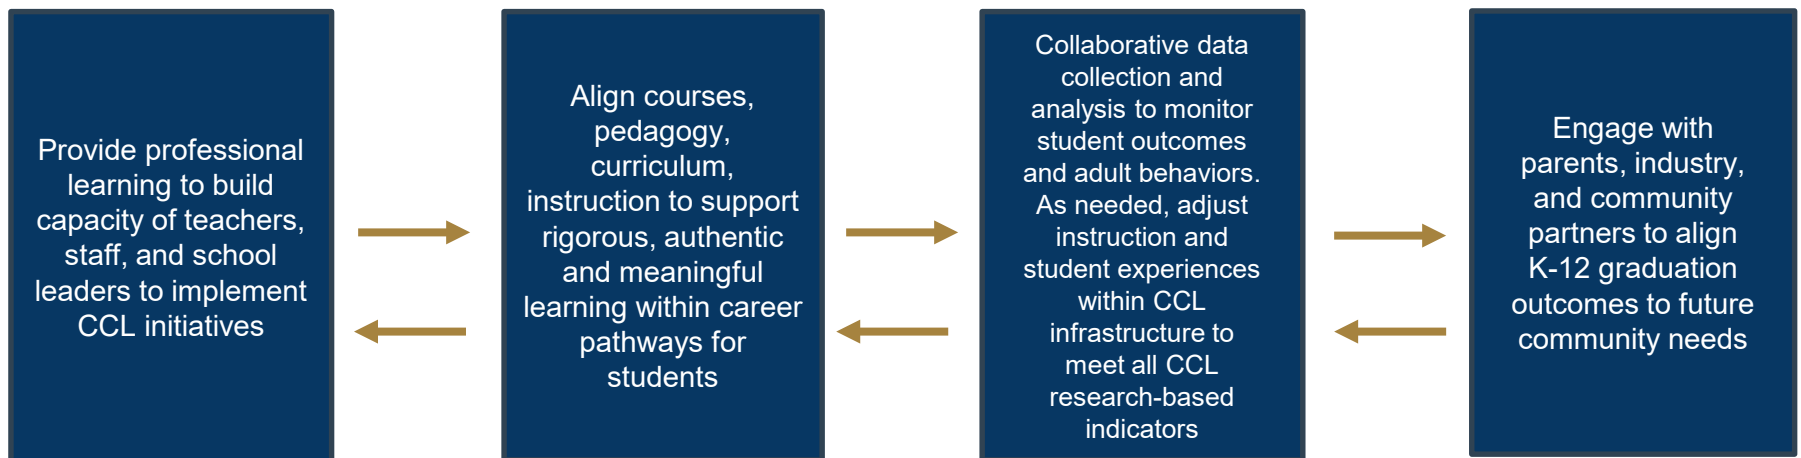 Provide professional
learning to build
capacity of teachers,
staff, and school
leaders to implement
CCL initiatives
Align courses,
pedagogy,
curriculum,
instruction to support
rigorous, authentic
and meaningful
learning within career
pathways for
students
Collaborative data
collection and
analysis to monitor
student outcomes
and adult behaviors.
As needed, adjust
instruction and
student experiences
within CCL
infrastructure to
meet all CCL
research-based
indicators
Engage with
parents, industry,
and community
partners to align
K-12 graduation
outcomes to future
community needs